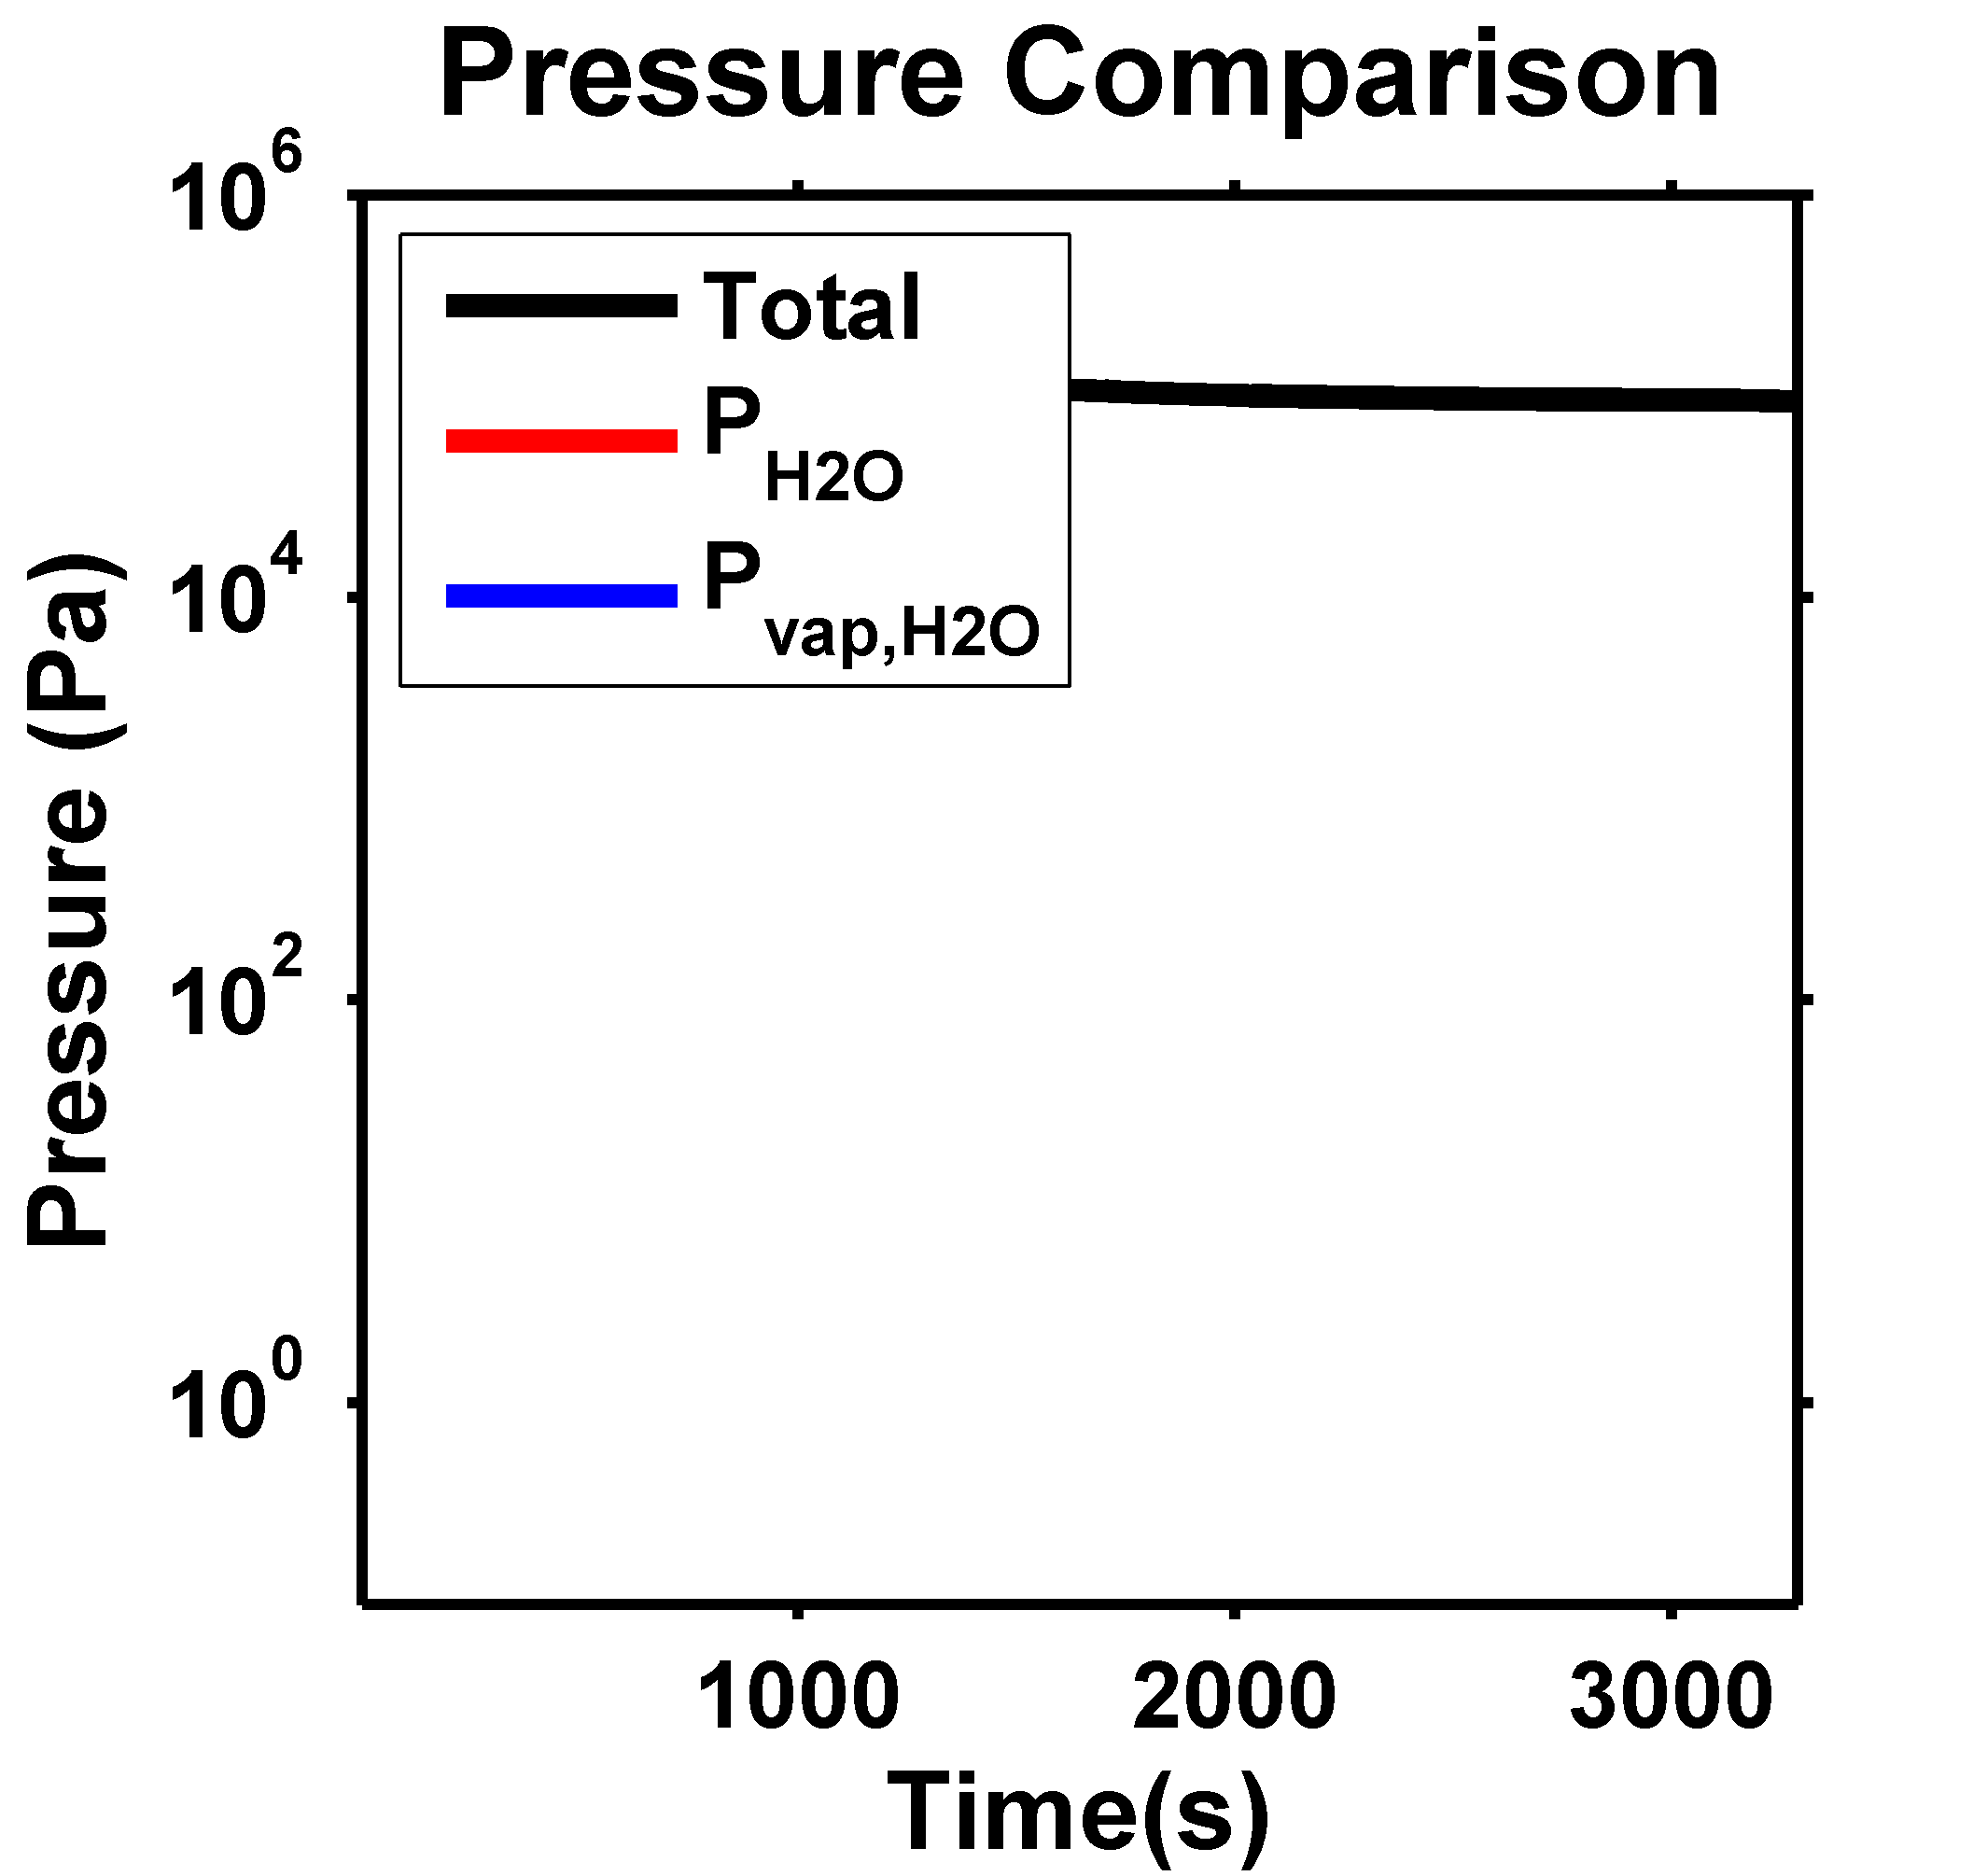 Pressure Comparison
10^6
10^4
10^2
10^0
Pressure (Pa)
Total
P_H2O
P_vap,H2O
1000 2000 3000
Time(s)